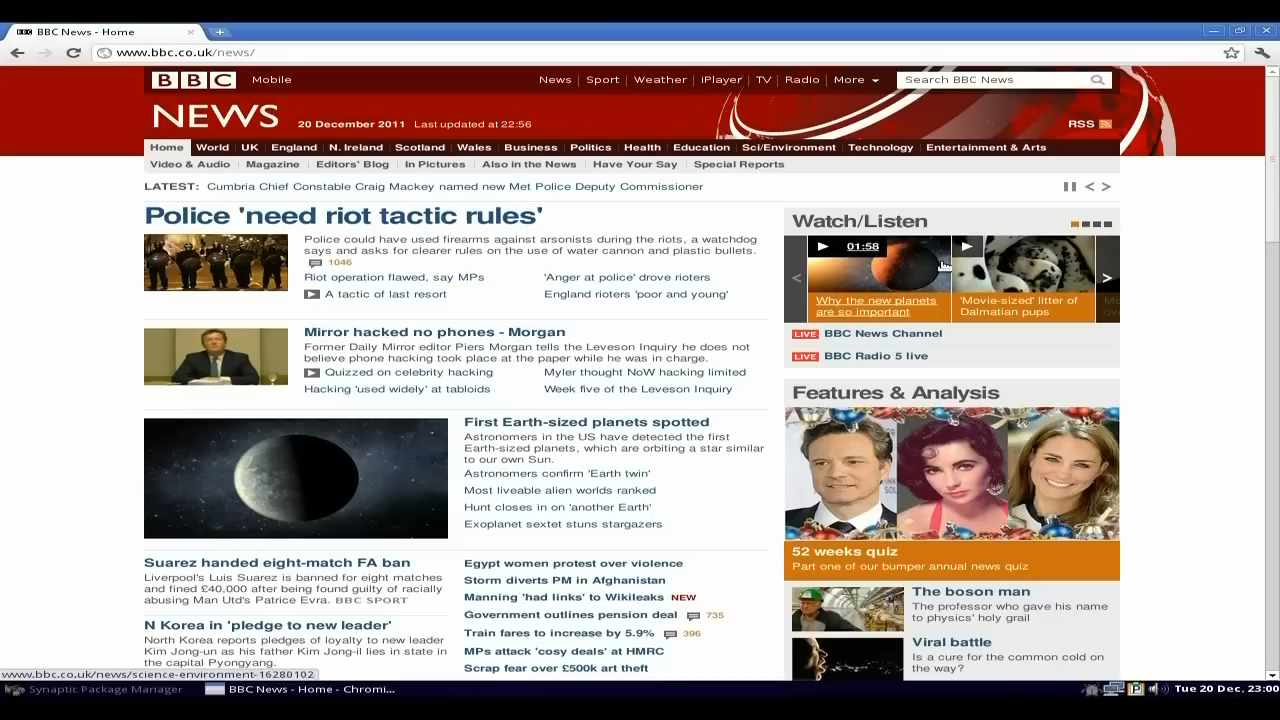 BBC News - Home
www.bbc.co.uk/news/
BBC Mobile News Sport Weather iPlayer TV Radio More Search BBC News
NEWS 20 December 2011 Last updated at 22:56 RSS
Home World UK England N. Ireland Scotland Wales Business Politics Health Education Sci/Environment Technology Entertainment & Arts
Video & Audio Magazine Editors' Blog In Pictures Also in the News Have Your Say Special Reports
LATEST: Cumbria Chief Constable Craig Mackey named new Met Police Deputy Commissioner
Police 'need riot tactic rules'
Police could have used firearms against arsonists during the riots, a watchdog
says and asks for clearer rules on the use of water cannon and plastic bullets.
1046
Riot operation flawed, say MPs 'Anger at police' drove rioters
A tactic of last resort England rioters 'poor and young'
Mirror hacked no phones - Morgan
Former Daily Mirror editor Piers Morgan tells the Leveson Inquiry he does not
believe phone hacking took place at the paper while he was in charge.
Quizzed on celebrity hacking Myler thought NoW hacking limited
Hacking 'used widely' at tabloids Week five of the Leveson Inquiry
First Earth-sized planets spotted
Astronomers in the US have detected the first
Earth-sized planets, which are orbiting a star similar
to our own Sun.
Astronomers confirm 'Earth twin'
Most liveable alien worlds ranked
Hunt closes in on 'another Earth'
Exoplanet sextet stuns stargazers
Suarez handed eight-match FA ban
Liverpool's Luis Suarez is banned for eight matches
and fined £40,000 after being found guilty of racially
abusing Man Utd's Patrice Evra. BBC SPORT
N Korea in 'pledge to new leader'
North Korea reports pledges of loyalty to new leader
Kim Jong-un as his father Kim Jong-il lies in state in
the capital Pyongyang.
Egypt women protest over violence
Storm diverts PM in Afghanistan
Manning 'had links' to Wikileaks NEW
Government outlines pension deal 735
Train fares to increase by 5.9% 396
MPs attack 'cosy deals' at HMRC
Scrap fear over £500k art theft
Watch/Listen
01:58
Why the new planets
are so important
'Movie-sized' litter of
Dalmatian pups
LIVE BBC News Channel
LIVE BBC Radio 5 live
Features & Analysis
52 weeks quiz
Part one of our bumper annual news quiz
The boson man
The professor who gave his name
to physics' holy grail
Viral battle
Is a cure for the common cold on
the way?
www.bbc.co.uk/news/science-environment-16280102
Synaptic Package Manager BBC News - Home - Chromi... Tue 20 Dec, 23:00